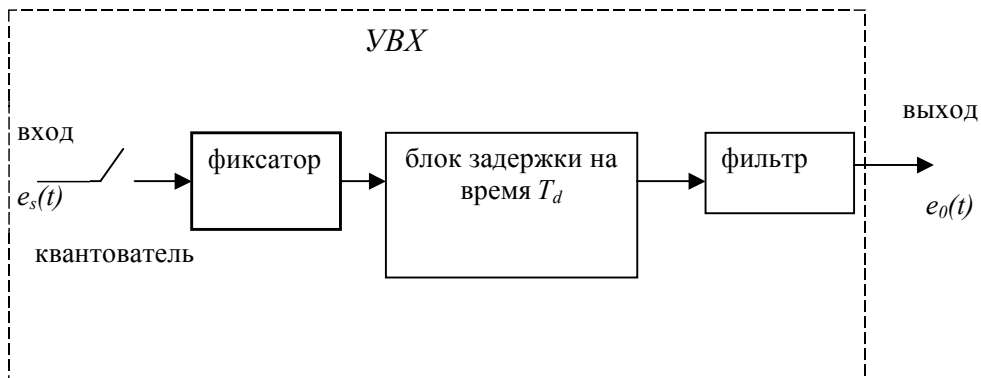 УВХ
вход
e_s(t)
квантователь
фиксатор
блок задержки на
время T_d
фильтр
выход
e_0(t)